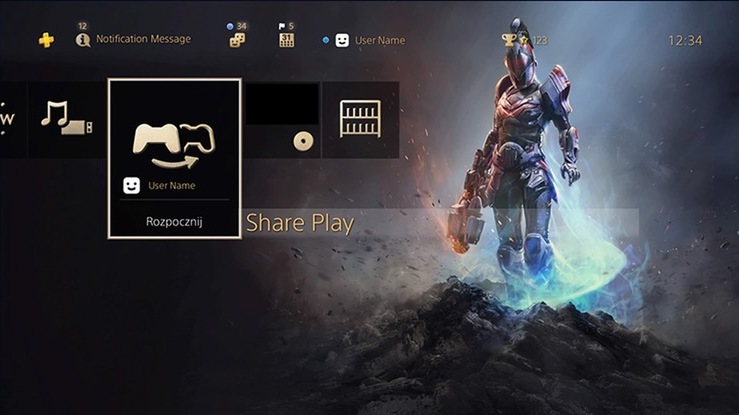 12
Notification Message
34
5
31
User Name
123
12:34
W
User Name
Rozpocznij
Share Play